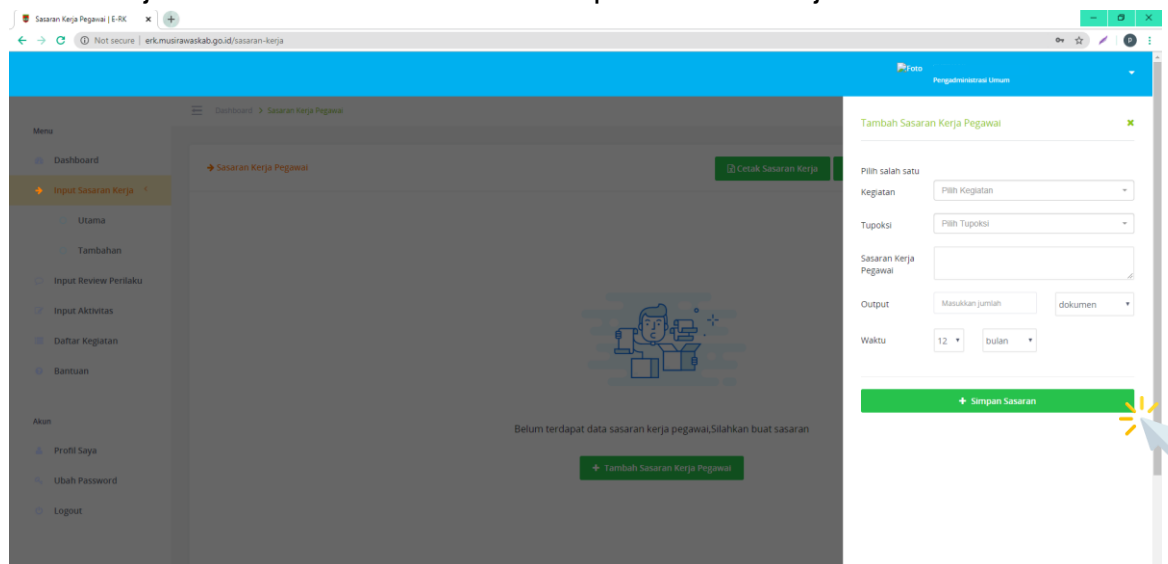 Sasaran Kerja Pegawai | E-RK
Not secure | erk.musirawaskab.go.id/sasaran-kerja
P
Foto
Pengadministrasi Umum
Dashboard > Sasaran Kerja Pegawai
Menu
Dashboard
Input Sasaran Kerja
Utama
Tambahan
Input Review Perilaku
Input Aktivitas
Daftar Kegiatan
Bantuan
Akun
Profil Saya
Ubah Password
Logout
Sasaran Kerja Pegawai
Cetak Sasaran Kerja
Belum terdapat data sasaran kerja pegawai,Silahkan buat sasaran
+ Tambah Sasaran Kerja Pegawai
Tambah Sasaran Kerja Pegawai
Pilih salah satu
Kegiatan Pilih Kegiatan
Tupoksi Pilih Tupoksi
Sasaran Kerja
Pegawai
Output Masukkan jumlah dokumen
Waktu 12 bulan
+ Simpan Sasaran